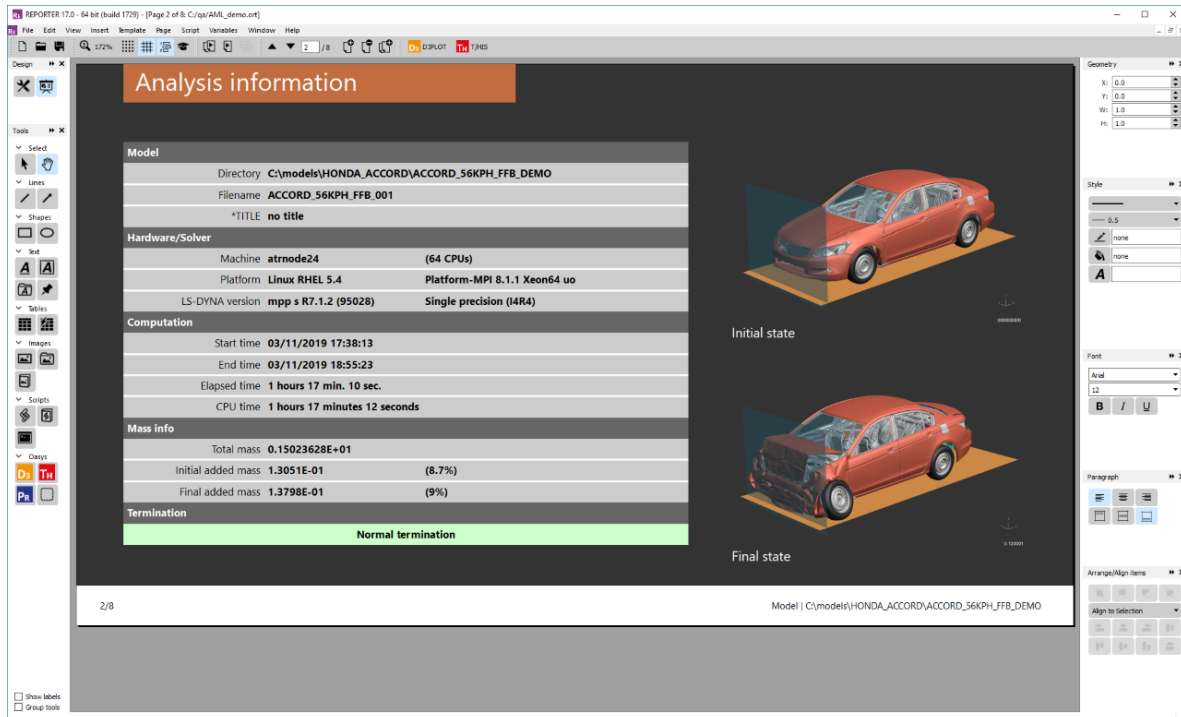 REPORTER 17.0 - 64 bit (build 1729) - [Page 2 of 8: C:/qa/AML_demo.ort]
File Edit View Insert Template Page Script Variables Window Help
172% 2 /8 D3PLOT T/HIS
Design
Tools
Select
Lines
Shapes
Text
Tables
Images
Scripts
Oasys
Show labels
Group tools
Analysis information
Model
Directory C:\models\HONDA_ACCORD\ACCORD_56KPH_FFB_DEMO
Filename ACCORD_56KPH_FFB_001
*TITLE no title
Hardware/Solver
Machine atrnode24 (64 CPUs)
Platform Linux RHEL 5.4 Platform-MPI 8.1.1 Xeon64 uo
LS-DYNA version mpp s R7.1.2 (95028) Single precision (I4R4)
Computation
Start time 03/11/2019 17:38:13
End time 03/11/2019 18:55:23
Elapsed time 1 hours 17 min. 10 sec.
CPU time 1 hours 17 minutes 12 seconds
Mass info
Total mass 0.15023628E+01
Initial added mass 1.3051E-01 (8.7%)
Final added mass 1.3798E-01 (9%)
Termination
Normal termination
Initial state
Final state
2/8
Model | C:\models\HONDA_ACCORD\ACCORD_56KPH_FFB_DEMO
Geometry
X: 0.0
Y: 0.0
W: 1.0
H: 1.0
Style
0.5
none
none
Font
Arial
12
B I U
Paragraph
Arrange/Align items
Align to Selection